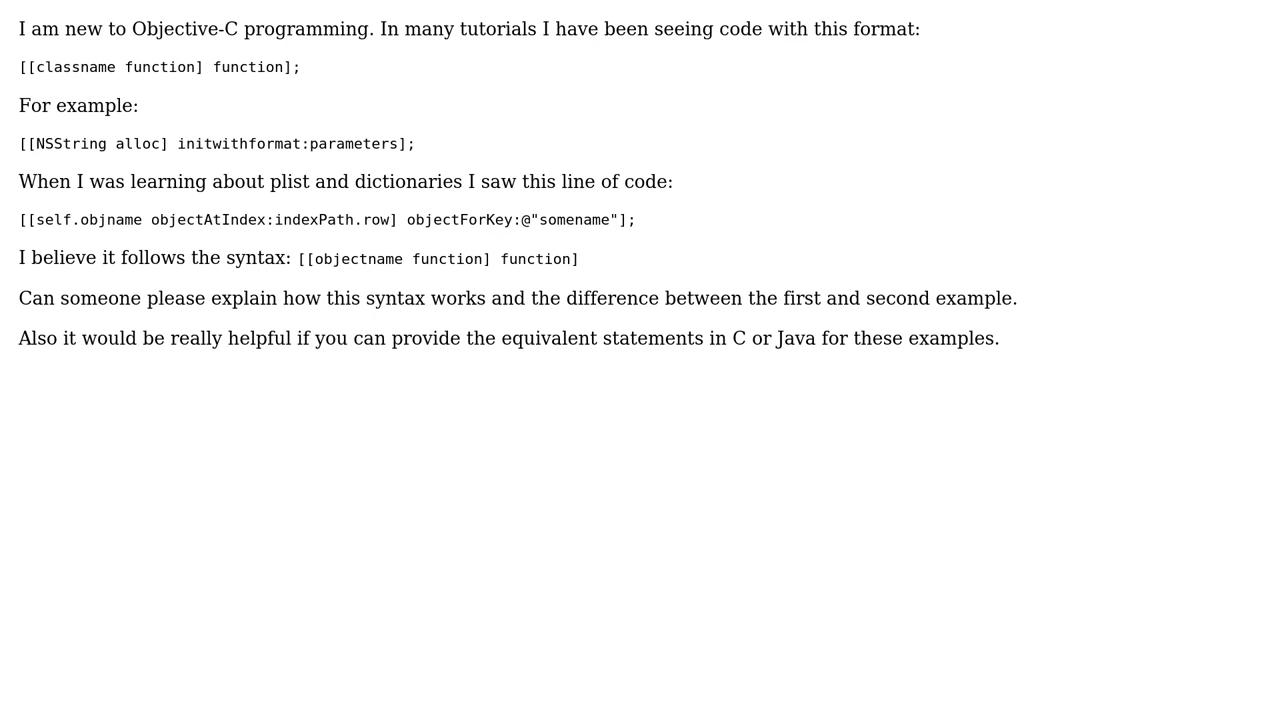 I am new to Objective-C programming. In many tutorials I have been seeing code with this format:
[[classname function] function];
For example:
[[NSString alloc] initwithformat:parameters];
When I was learning about plist and dictionaries I saw this line of code:
[[self.objname objectAtIndex:indexPath.row] objectForKey:@"somename"];
I believe it follows the syntax: [[objectname function] function]
Can someone please explain how this syntax works and the difference between the first and second example.
Also it would be really helpful if you can provide the equivalent statements in C or Java for these examples.